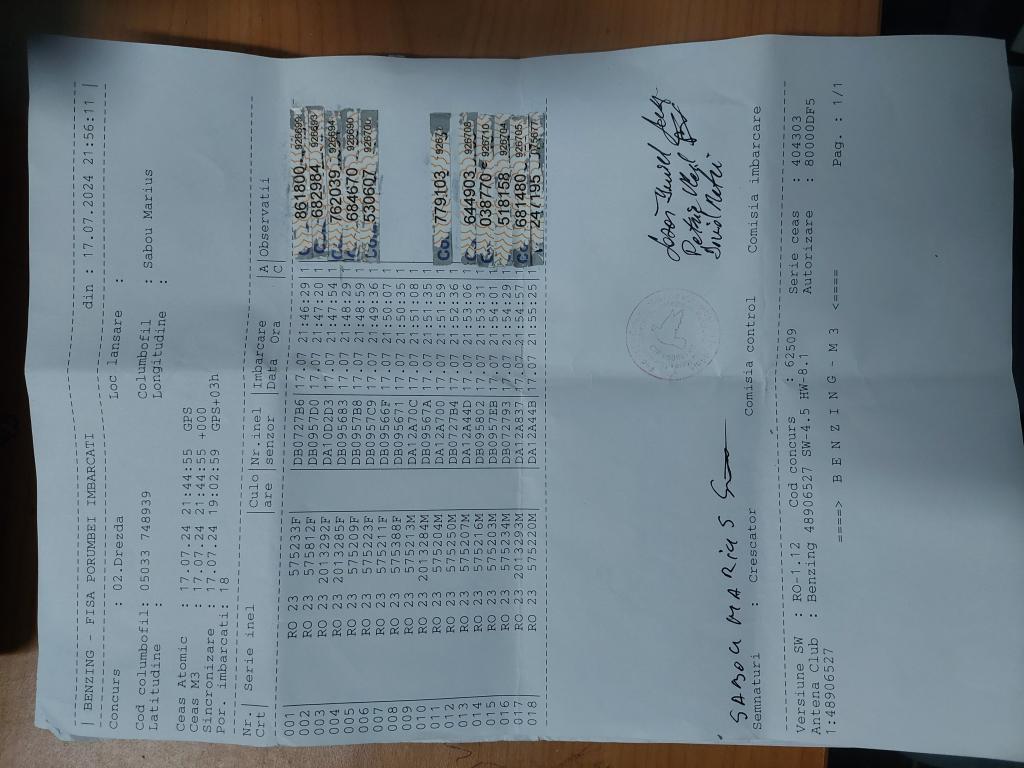 | BENZING - FISA PORUMBEI IMBARCATI din : 17.07.2024 21:56:11 |
Concurs : 02.Drezda Loc lansare :
Cod columbofil: 05033 748939 Columbofil : Sabou Marius
Latitudine : Longitudine :
Ceas Atomic : 17.07.24 21:44:55 GPS
Ceas M3 : 17.07.24 21:44:55 +000
Sincronizare : 17.07.24 19:02:59 GPS+03h
Por. imbarcati: 18
Nr. | Serie inel |Culo|Nr.inel |Imbarcare |A|Observatii
Crt| |are |senzor |Data Ora |C|
001 RO 23 575233F DB0727B6 17.07 21:46:29 1 861800
002 RO 23 575812F DB0957D0 17.07 21:47:20 1 682984 926693
003 RO 23 2013292F DA10D2D3 17.07 21:47:54 1 762039 926694
004 RO 23 2013285F DB095683 17.07 21:48:29 1 684670
005 RO 23 575209F DB0957B8 17.07 21:48:59 1 530607 926700
006 RO 23 575223F DB0957C9 17.07 21:49:36 1
007 RO 23 575211F DB09566F 17.07 21:50:07 1
008 RO 23 575388F DB095671 17.07 21:50:35 1
009 RO 23 575213M DA12A70C 17.07 21:51:08 1
010 RO 23 2013284M DB09567A 17.07 21:51:35 1
011 RO 23 575204M DA12A700 17.07 21:51:59 1 779103
012 RO 23 575250M DB0727B4 17.07 21:52:36 1
013 RO 23 575207M DA12A44D 17.07 21:53:06 1 644903 926708
014 RO 23 575216M DB095802 17.07 21:53:31 1 038770 926710
015 RO 23 575203M DB0957EB 17.07 21:54:01 1 518158 926704
016 RO 23 575234M DB072793 17.07 21:54:29 1 681480 926705
017 RO 23 2013293M DA12A837 17.07 21:54:57 1 247195
018 RO 23 575220M DA12A44B 17.07 21:55:25 1
SABOU MARIUS
Semnaturi : Crescator Comisia control Comisia imbarcare
Versiune SW : RO-1.12 Cod concurs : 62509 Serie ceas : 404303
Antena Club : Benzing 48906527 SW-4.5 HW-8.1 Autorizare : 80000DF5
1:48906527
====> B E N Z I N G - M 3 <==== Pag. : 1/1